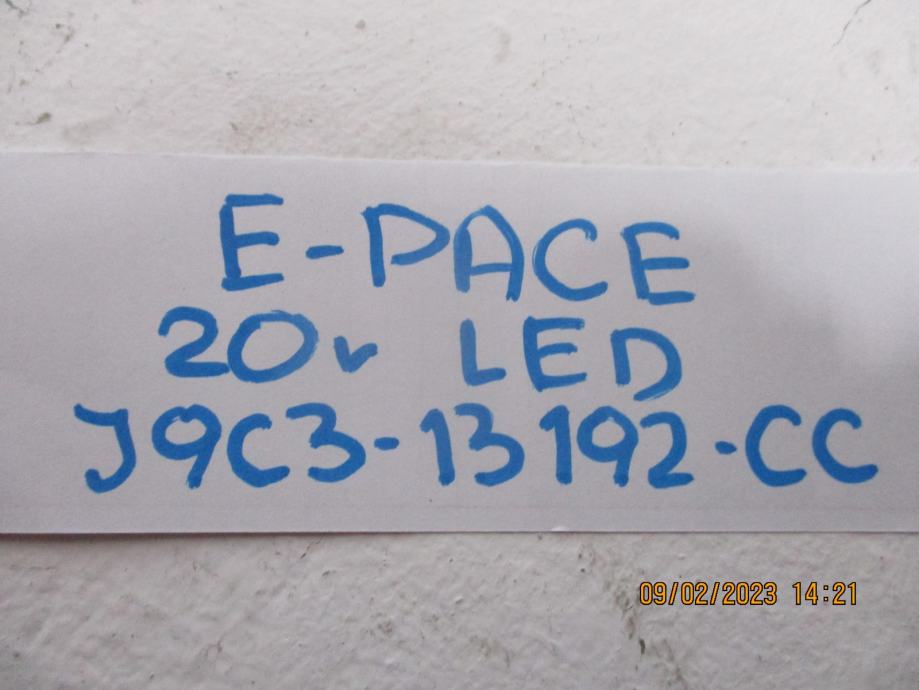 E-PACE
20v LED
J9C3-13192-CC
09/02/2023 14:21